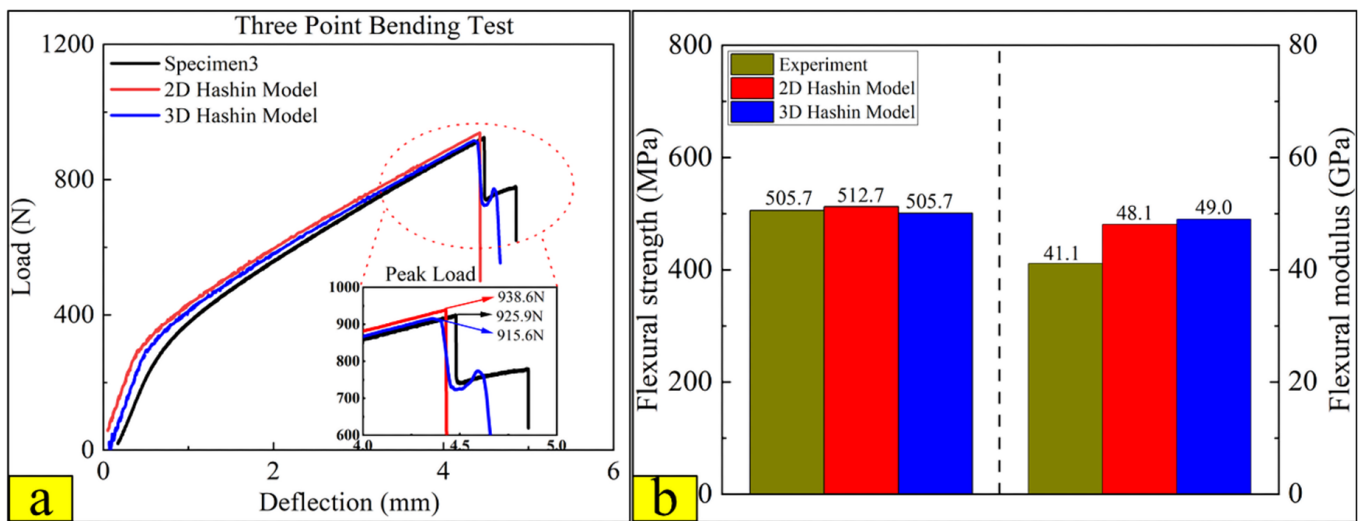 Three Point Bending Test
1200
800
400
0
Load (N)
Specimen3
2D Hashin Model
3D Hashin Model
Peak Load
1000
900
800
700
600
938.6N
925.9N
915.6N
4.0
4.5
5.0
0
2
4
6
Deflection (mm)
a
800
600
400
200
0
Flexural strength (MPa)
Experiment
2D Hashin Model
3D Hashin Model
505.7
512.7
505.7
41.1
48.1
49.0
80
60
40
20
0
Flexural modulus (GPa)
b